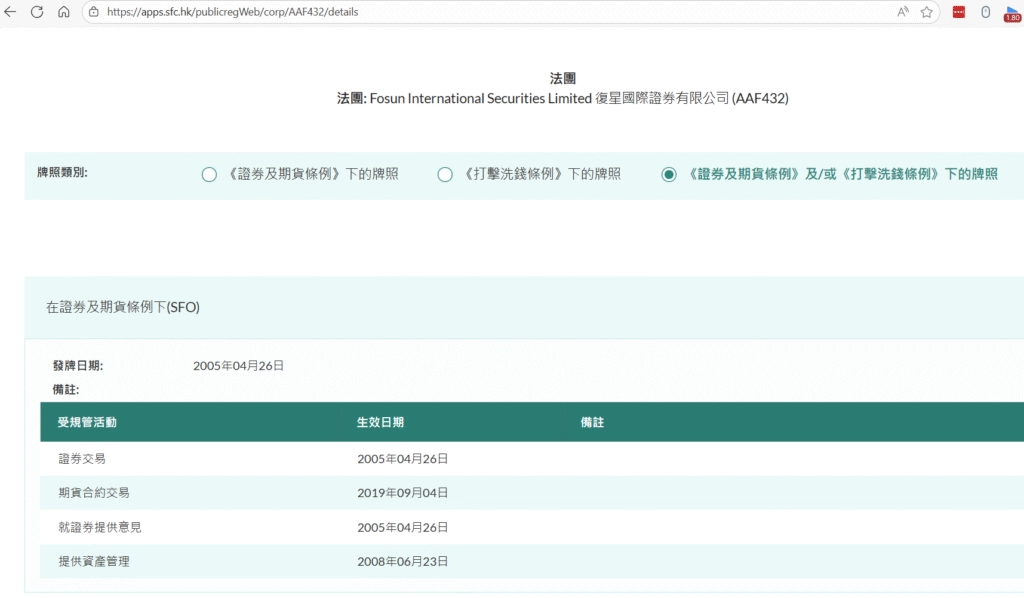 https://apps.sfc.hk/publicregWeb/corp/AAF432/details
1.80
法團
法團: Fosun International Securities Limited 復星國際證券有限公司 (AAF432)
牌照類別: 《證券及期貨條例》下的牌照 《打擊洗錢條例》下的牌照 《證券及期貨條例》及/或《打擊洗錢條例》下的牌照
在證券及期貨條例下(SFO)
發牌日期: 2005年04月26日
備註:
受規管活動 生效日期 備註
證券交易 2005年04月26日
期貨合約交易 2019年09月04日
就證券提供意見 2005年04月26日
提供資產管理 2008年06月23日